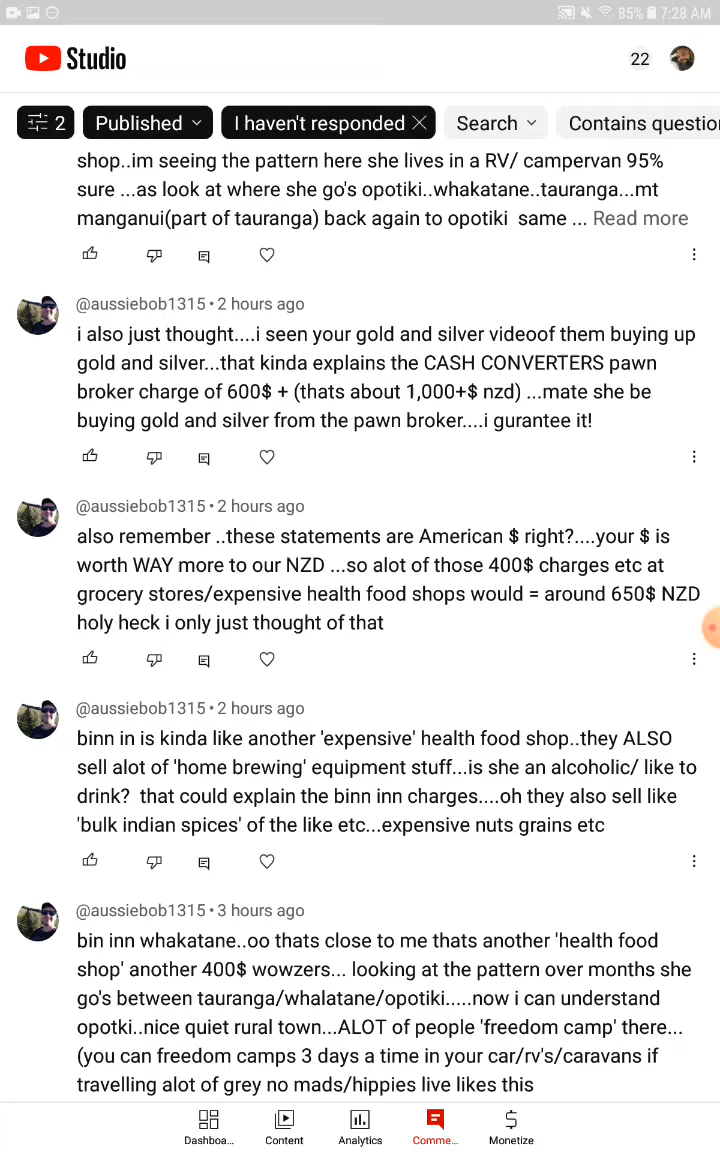 85% 7:28 AM
Studio
22
2 Published I haven't responded Search Contains questio
shop..im seeing the pattern here she lives in a RV/ campervan 95%
sure ...as look at where she go's opotiki..whakatane..tauranga...mt
manganui(part of tauranga) back again to opotiki same ... Read more
@aussiebob1315 • 2 hours ago
i also just thought....i seen your gold and silver videoof them buying up
gold and silver...that kinda explains the CASH CONVERTERS pawn
broker charge of 600$ + (thats about 1,000+$ nzd) ...mate she be
buying gold and silver from the pawn broker....i gurantee it!
@aussiebob1315 • 2 hours ago
also remember ..these statements are American $ right?....your $ is
worth WAY more to our NZD ...so alot of those 400$ charges etc at
grocery stores/expensive health food shops would = around 650$ NZD
holy heck i only just thought of that
@aussiebob1315 • 2 hours ago
binn in is kinda like another 'expensive' health food shop..they ALSO
sell alot of 'home brewing' equipment stuff...is she an alcoholic/ like to
drink? that could explain the binn inn charges....oh they also sell like
'bulk indian spices' of the like etc...expensive nuts grains etc
@aussiebob1315 • 3 hours ago
bin inn whakatane..oo thats close to me thats another 'health food
shop' another 400$ wowzers... looking at the pattern over months she
go's between tauranga/whalatane/opotiki.....now i can understand
opotki..nice quiet rural town...ALOT of people 'freedom camp' there...
(you can freedom camps 3 days a time in your car/rv's/caravans if
travelling alot of grey no mads/hippies live likes this
Dashboa... Content Analytics Comme... Monetize